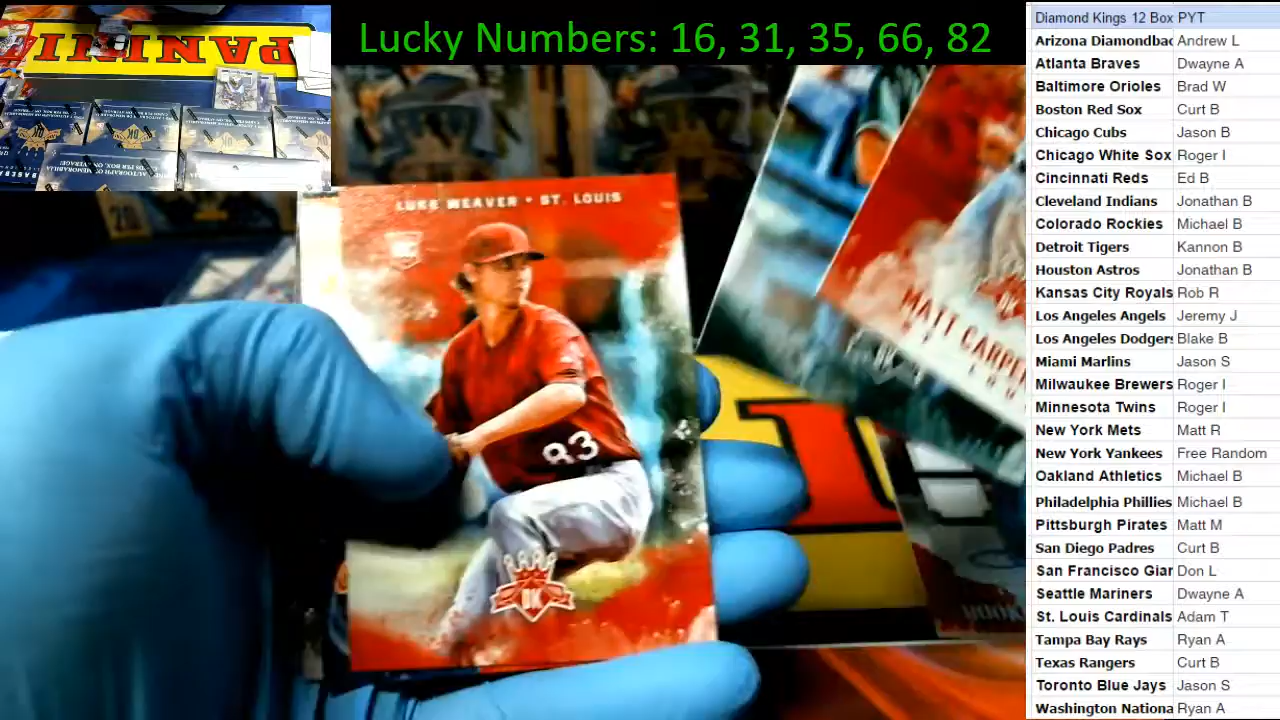 Lucky Numbers: 16, 31, 35, 66, 82
PANINI
LUKE WEAVER • ST. LOUIS
83
DK
MATT CARPE
Diamond Kings 12 Box PYT
Arizona Diamondbac Andrew L
Atlanta Braves Dwayne A
Baltimore Orioles Brad W
Boston Red Sox Curt B
Chicago Cubs Jason B
Chicago White Sox Roger I
Cincinnati Reds Ed B
Cleveland Indians Jonathan B
Colorado Rockies Michael B
Detroit Tigers Kannon B
Houston Astros Jonathan B
Kansas City Royals Rob R
Los Angeles Angels Jeremy J
Los Angeles Dodgers Blake B
Miami Marlins Jason S
Milwaukee Brewers Roger I
Minnesota Twins Roger I
New York Mets Matt R
New York Yankees Free Random
Oakland Athletics Michael B
Philadelphia Phillies Michael B
Pittsburgh Pirates Matt M
San Diego Padres Curt B
San Francisco Gian Don L
Seattle Mariners Dwayne A
St. Louis Cardinals Adam T
Tampa Bay Rays Ryan A
Texas Rangers Curt B
Toronto Blue Jays Jason S
Washington Nationa Ryan A